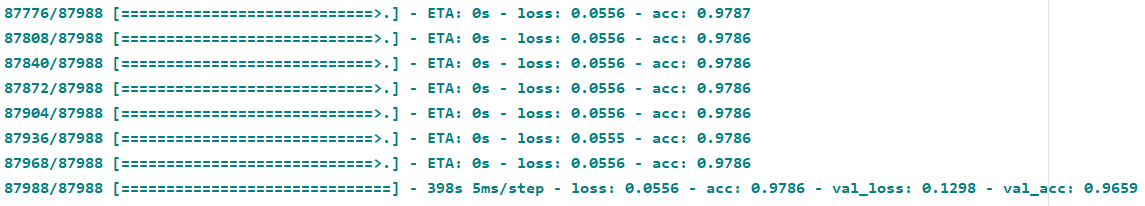 87776/87988 [============================>.] - ETA: 0s - loss: 0.0556 - acc: 0.9787
87808/87988 [============================>.] - ETA: 0s - loss: 0.0556 - acc: 0.9786
87840/87988 [============================>.] - ETA: 0s - loss: 0.0556 - acc: 0.9786
87872/87988 [============================>.] - ETA: 0s - loss: 0.0556 - acc: 0.9786
87904/87988 [============================>.] - ETA: 0s - loss: 0.0556 - acc: 0.9786
87936/87988 [============================>.] - ETA: 0s - loss: 0.0555 - acc: 0.9786
87968/87988 [============================>.] - ETA: 0s - loss: 0.0556 - acc: 0.9786
87988/87988 [==============================] - 398s 5ms/step - loss: 0.0556 - acc: 0.9786 - val_loss: 0.1298 - val_acc: 0.9659